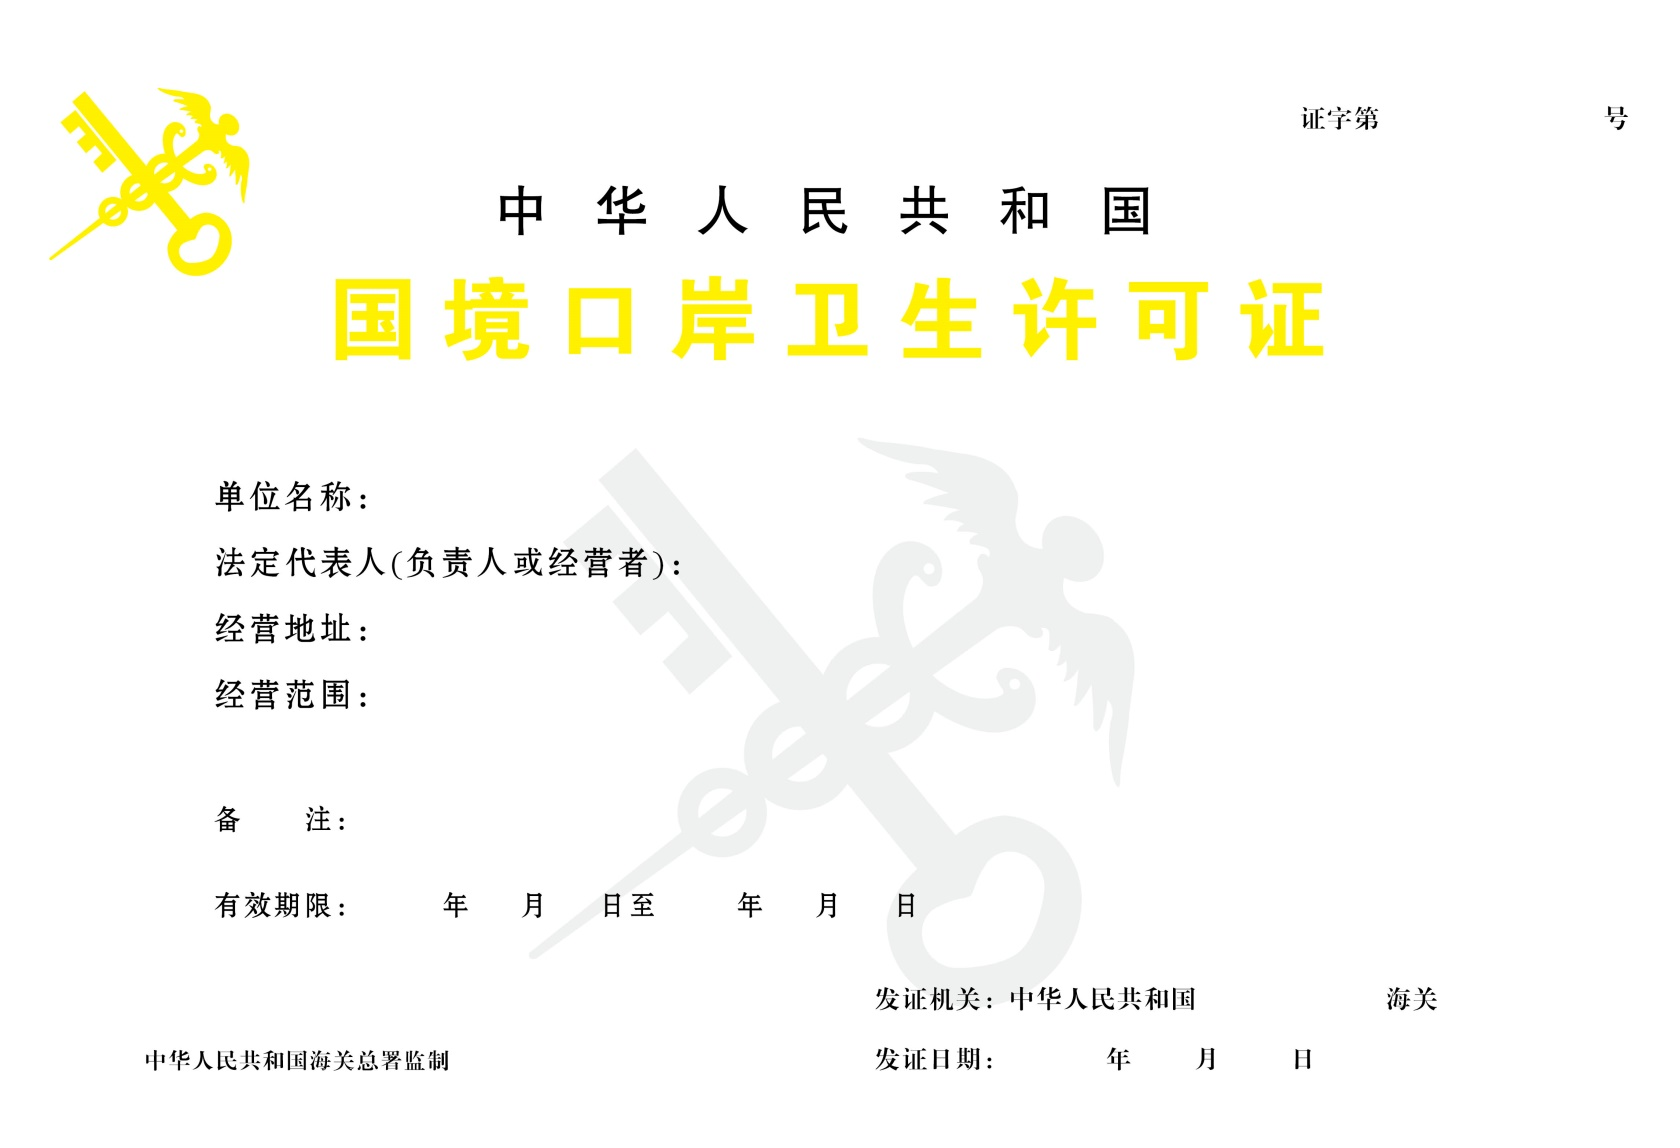 证字第 号
中华人民共和国
国境口岸卫生许可证
单位名称：
法定代表人(负责人或经营者)：
经营地址：
经营范围：
备 注：
有效期限： 年 月 日至 年 月 日
发证机关：中华人民共和国 海关
中华人民共和国海关总署监制
发证日期： 年 月 日